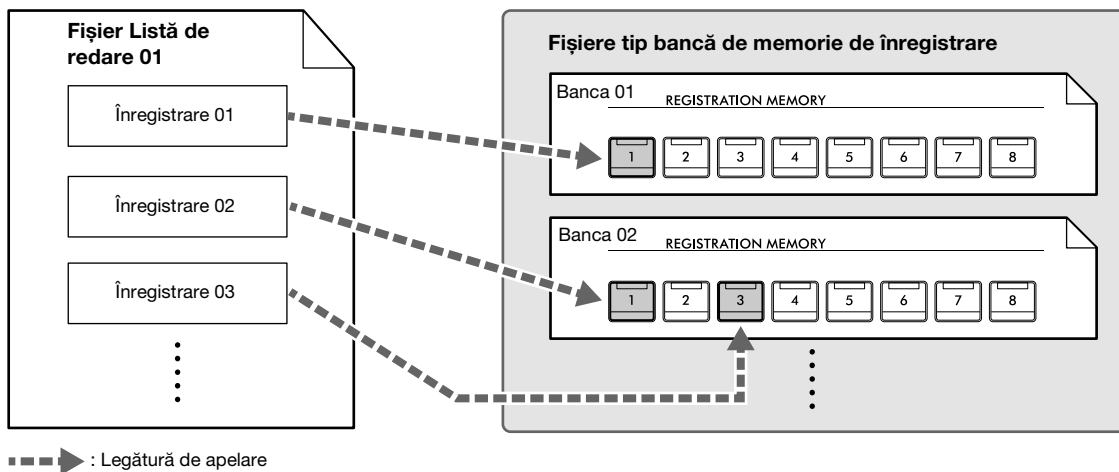 Fișier Listă de
redare 01
Înregistrare 01
Înregistrare 02
Înregistrare 03
Fișiere tip bancă de memorie de înregistrare
Banca 01
REGISTRATION MEMORY
1 2 3 4 5 6 7 8
Banca 02
REGISTRATION MEMORY
1 2 3 4 5 6 7 8
: Legătură de apelare